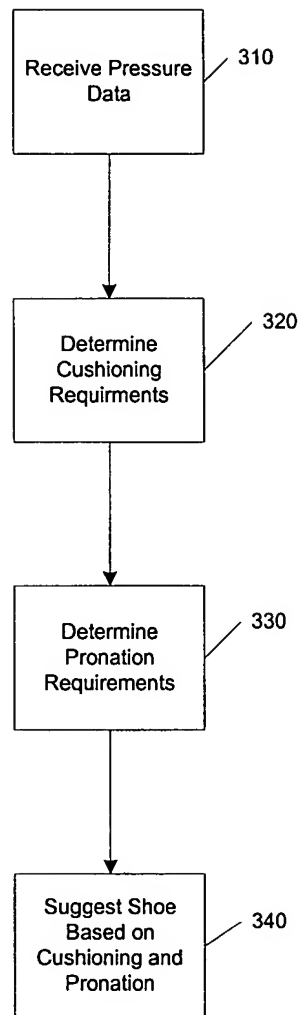 Receive Pressure
Data
310
Determine
Cushioning
Requirments
320
Determine
Pronation
Requirements
330
Suggest Shoe
Based on
Cushioning and
Pronation
340